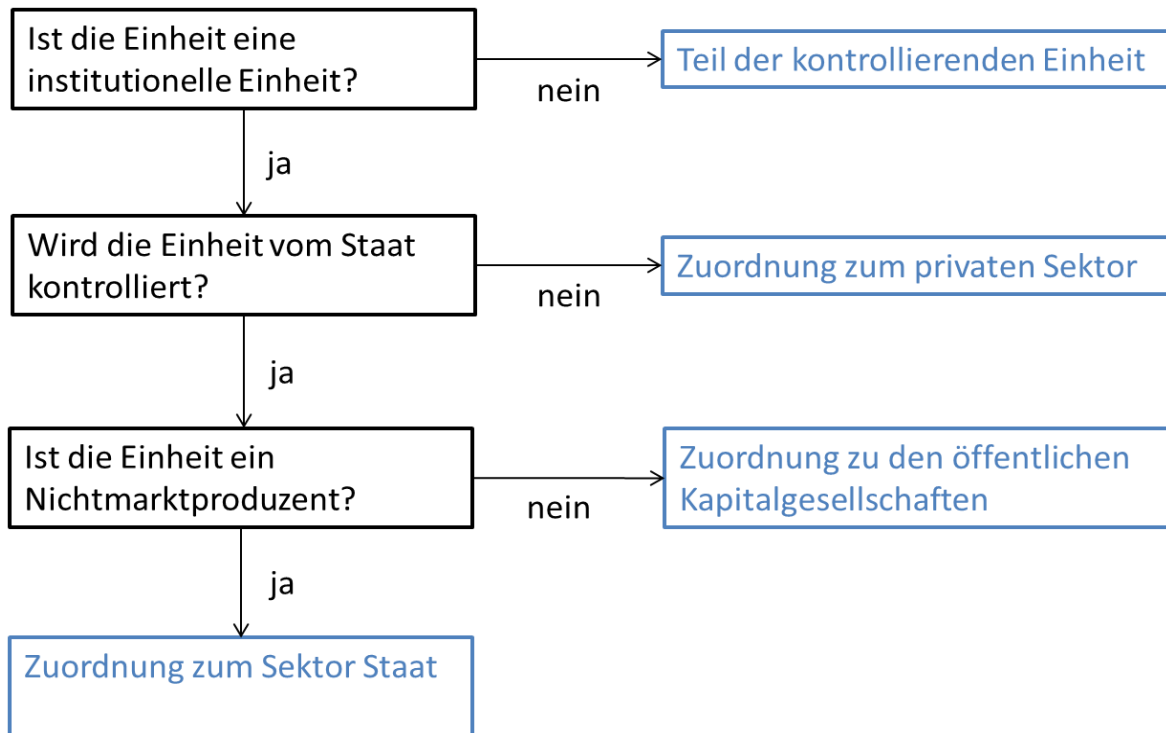 Ist die Einheit eine
institutionelle Einheit?
nein
Teil der kontrollierenden Einheit
ja
Wird die Einheit vom Staat
kontrolliert?
nein
Zuordnung zum privaten Sektor
ja
Ist die Einheit ein
Nichtmarktproduzent?
nein
Zuordnung zu den öffentlichen
Kapitalgesellschaften
ja
Zuordnung zum Sektor Staat